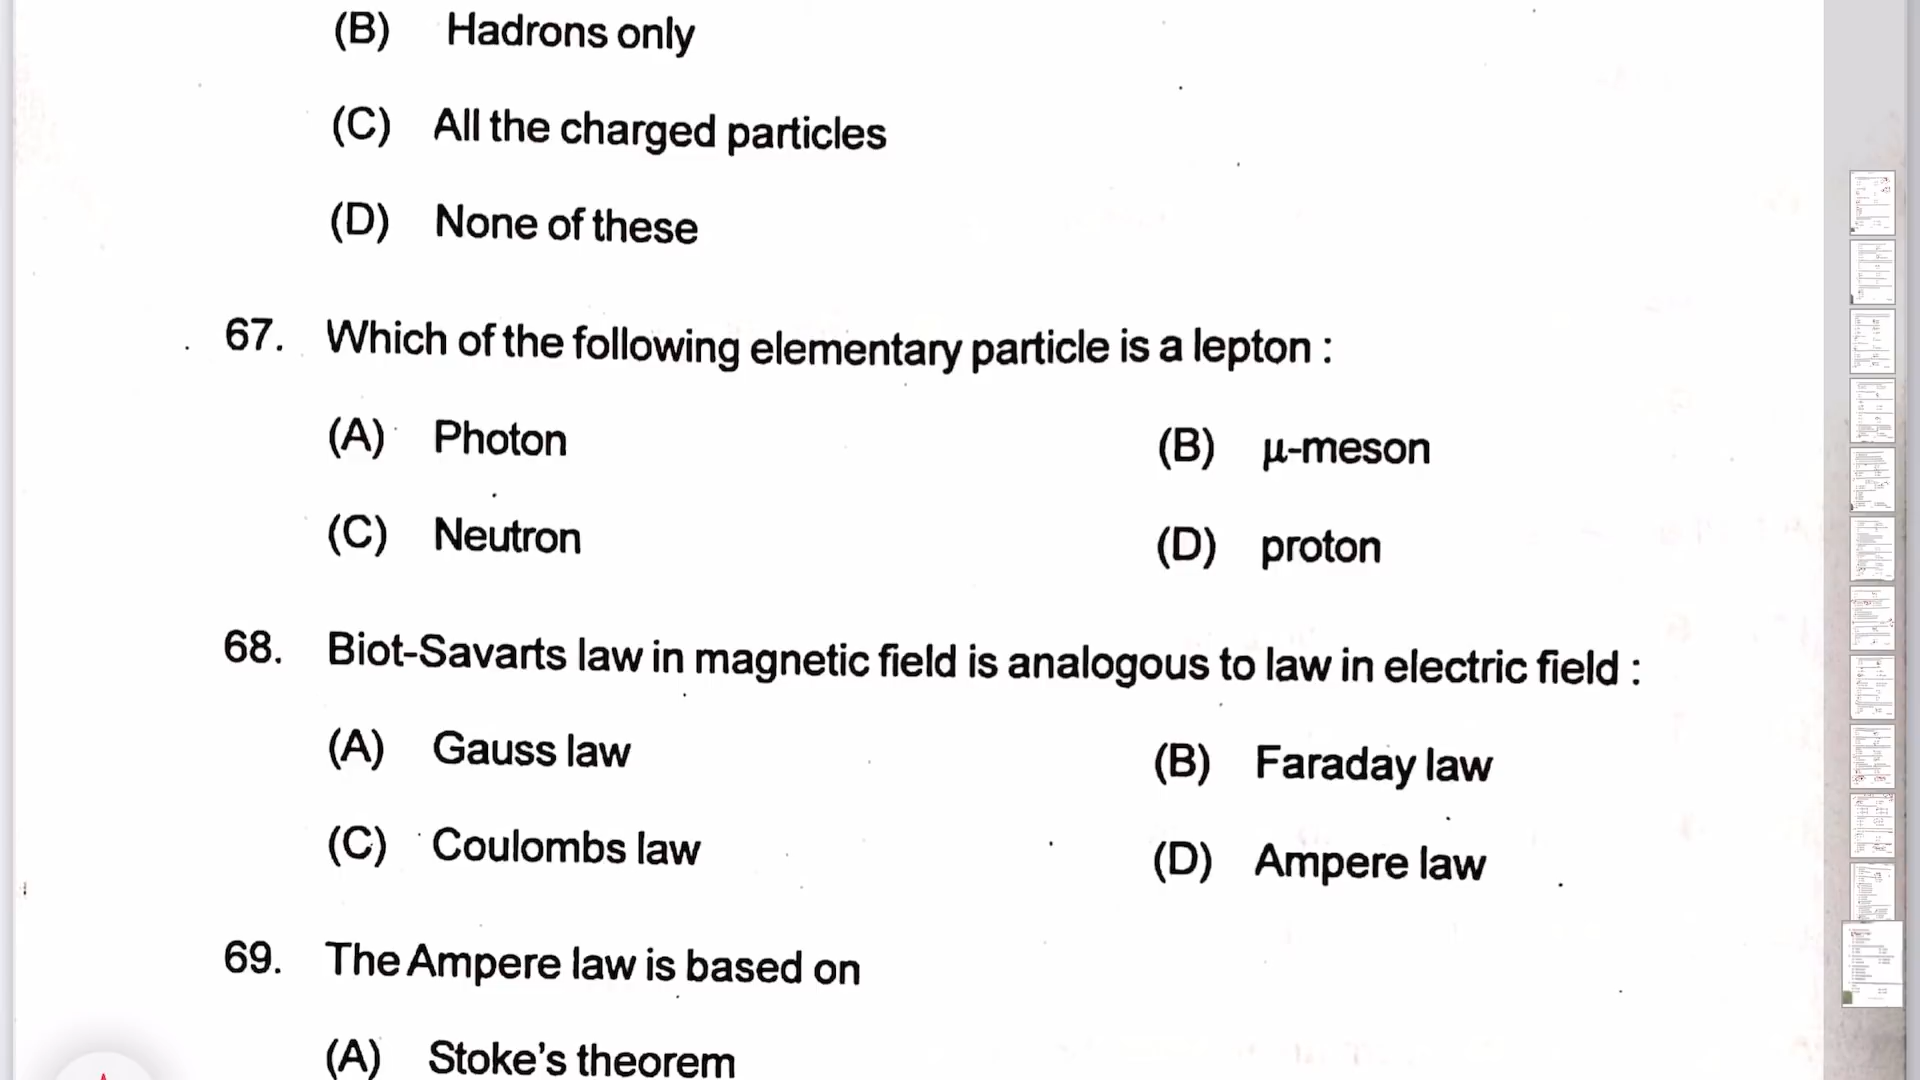 (B) Hadrons only
(C) All the charged particles
(D) None of these
67. Which of the following elementary particle is a lepton :
(A) Photon (B) μ-meson
(C) Neutron (D) proton
68. Biot-Savarts law in magnetic field is analogous to law in electric field :
(A) Gauss law (B) Faraday law
(C) Coulombs law (D) Ampere law
69. The Ampere law is based on
(A) Stoke's theorem